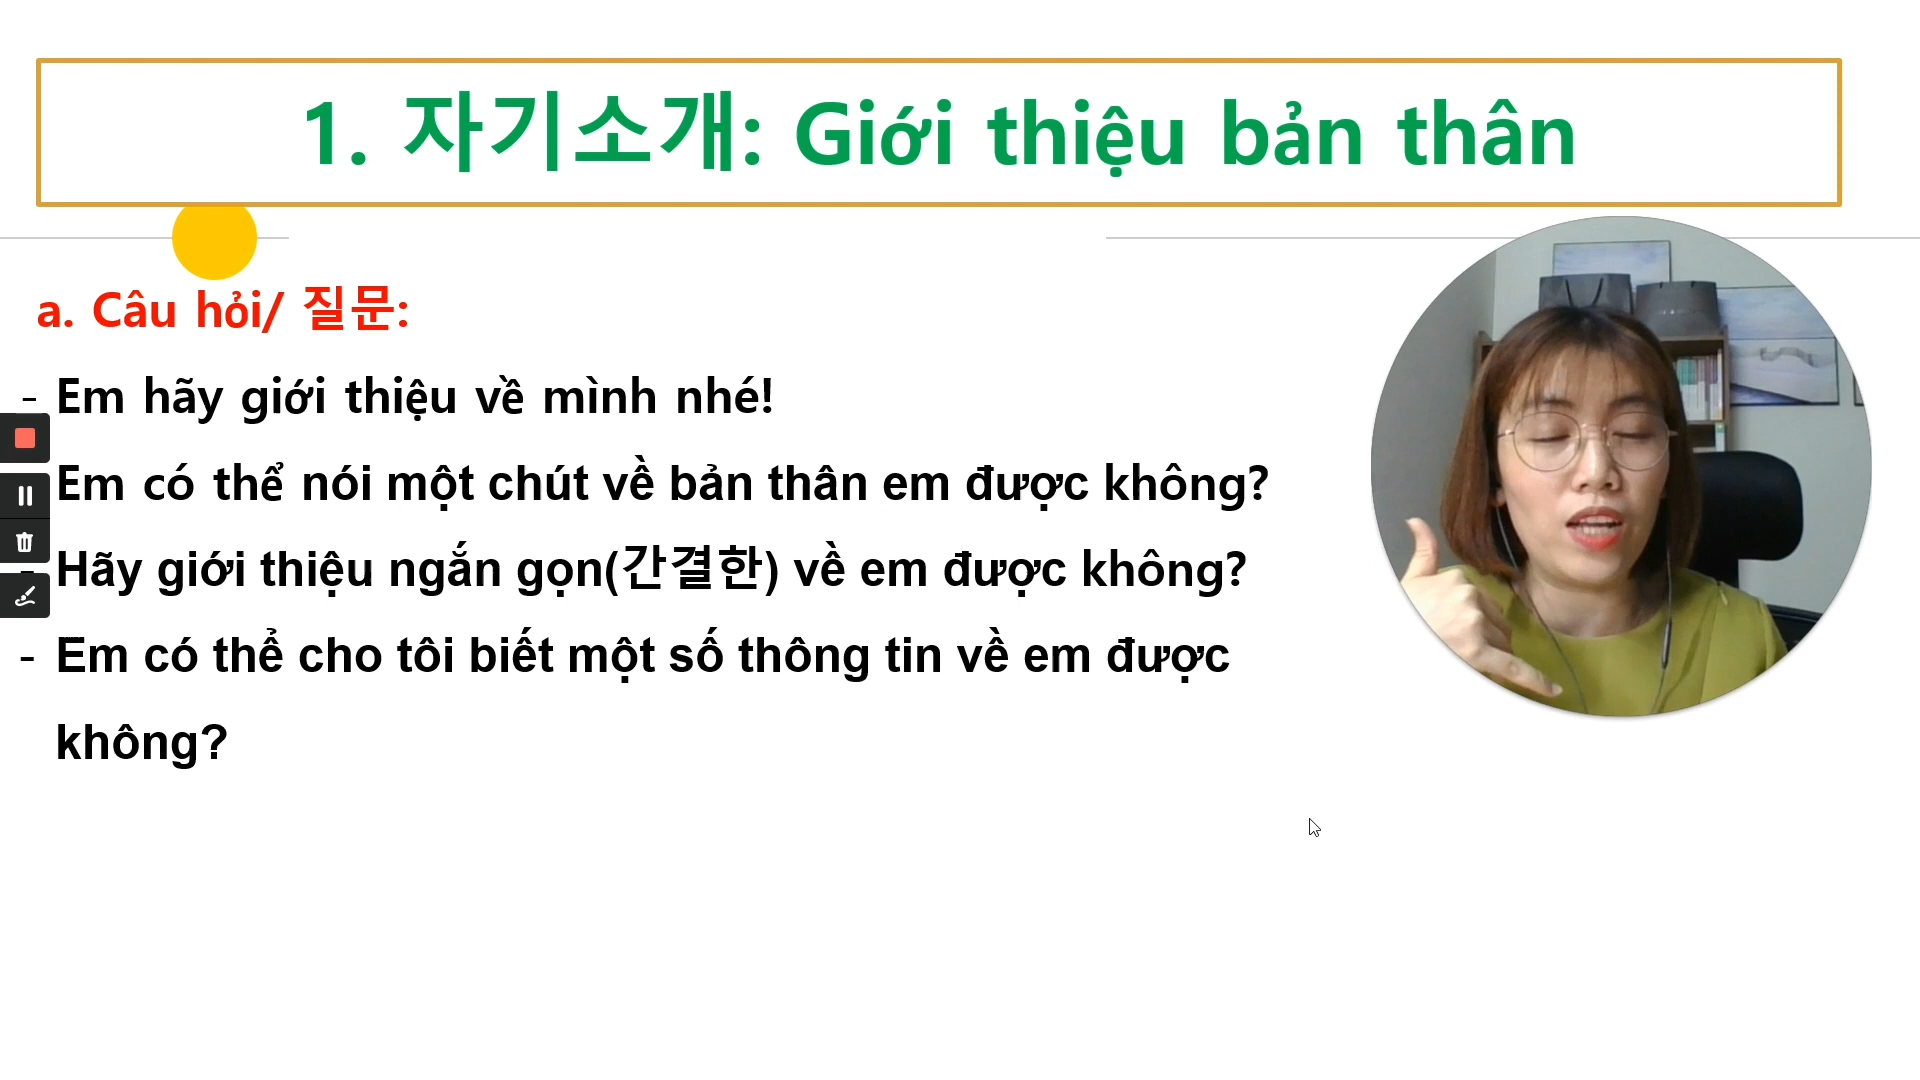 1. 자기소개: Giới thiệu bản thân
a. Câu hỏi/ 질문:
- Em hãy giới thiệu về mình nhé!
Em có thể nói một chút về bản thân em được không?
- Hãy giới thiệu ngắn gọn(간결한) về em được không?
- Em có thể cho tôi biết một số thông tin về em được
không?